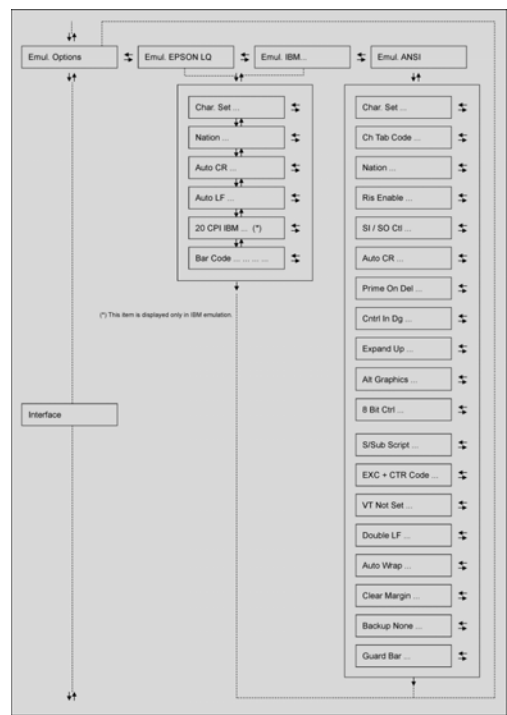 Emul. Options
Emul. EPSON LQ
Emul. IBM...
Emul. ANSI
Char. Set ...
Nation ...
Auto CR ...
Auto LF ...
20 CPI IBM ... (*)
Bar Code ... ... ... ...
(*) This item is displayed only in IBM emulation.
Interface
Char. Set ...
Ch Tab Code ...
Nation ...
Ris Enable ...
SI / SO Ctl ...
Auto CR ...
Prime On Del ...
Cntrl In Dg ...
Expand Up ...
Alt Graphics ...
8 Bit Ctrl ...
S/Sub Script ...
EXC + CTR Code ...
VT Not Set ...
Double LF ...
Auto Wrap ...
Clear Margin ...
Backup None ...
Guard Bar ...